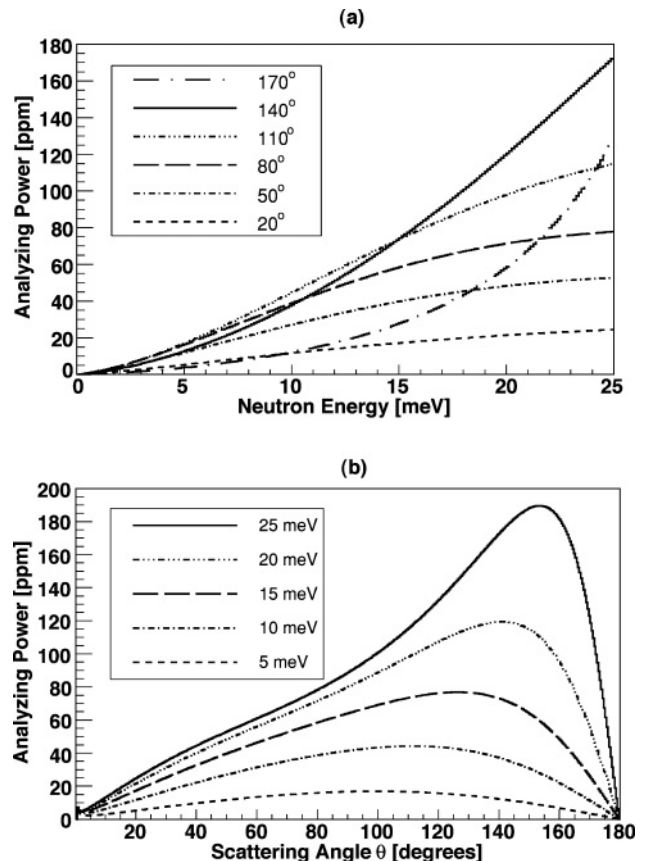 (a)
Analyzing Power [ppm]
180
160
140
120
100
80
60
40
20
0
170°
140°
110°
80°
50°
20°
0 5 10 15 20 25
Neutron Energy [meV]
(b)
Analyzing Power [ppm]
200
180
160
140
120
100
80
60
40
20
0
25 meV
20 meV
15 meV
10 meV
5 meV
20 40 60 80 100 120 140 160 180
Scattering Angle θ [degrees]